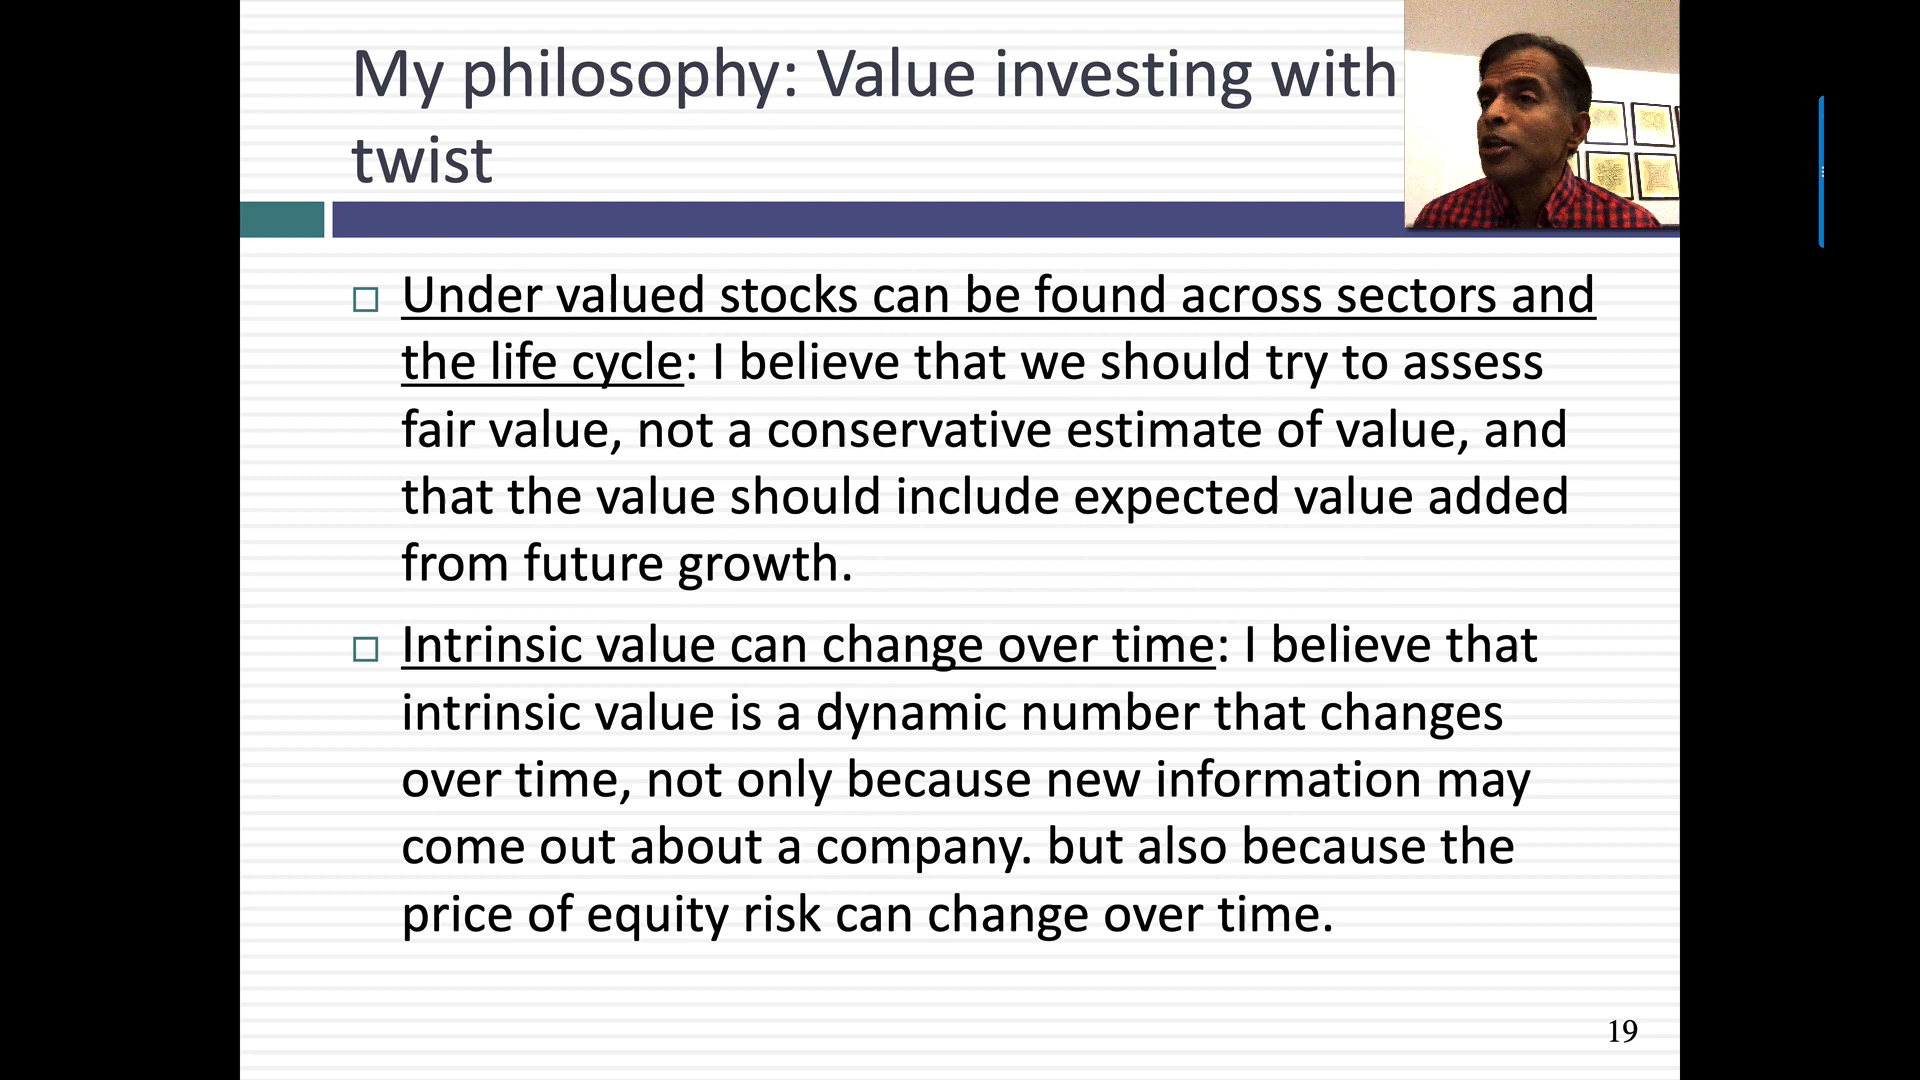 My philosophy: Value investing with
twist
Under valued stocks can be found across sectors and
the life cycle: I believe that we should try to assess
fair value, not a conservative estimate of value, and
that the value should include expected value added
from future growth.
Intrinsic value can change over time: I believe that
intrinsic value is a dynamic number that changes
over time, not only because new information may
come out about a company. but also because the
price of equity risk can change over time.
19